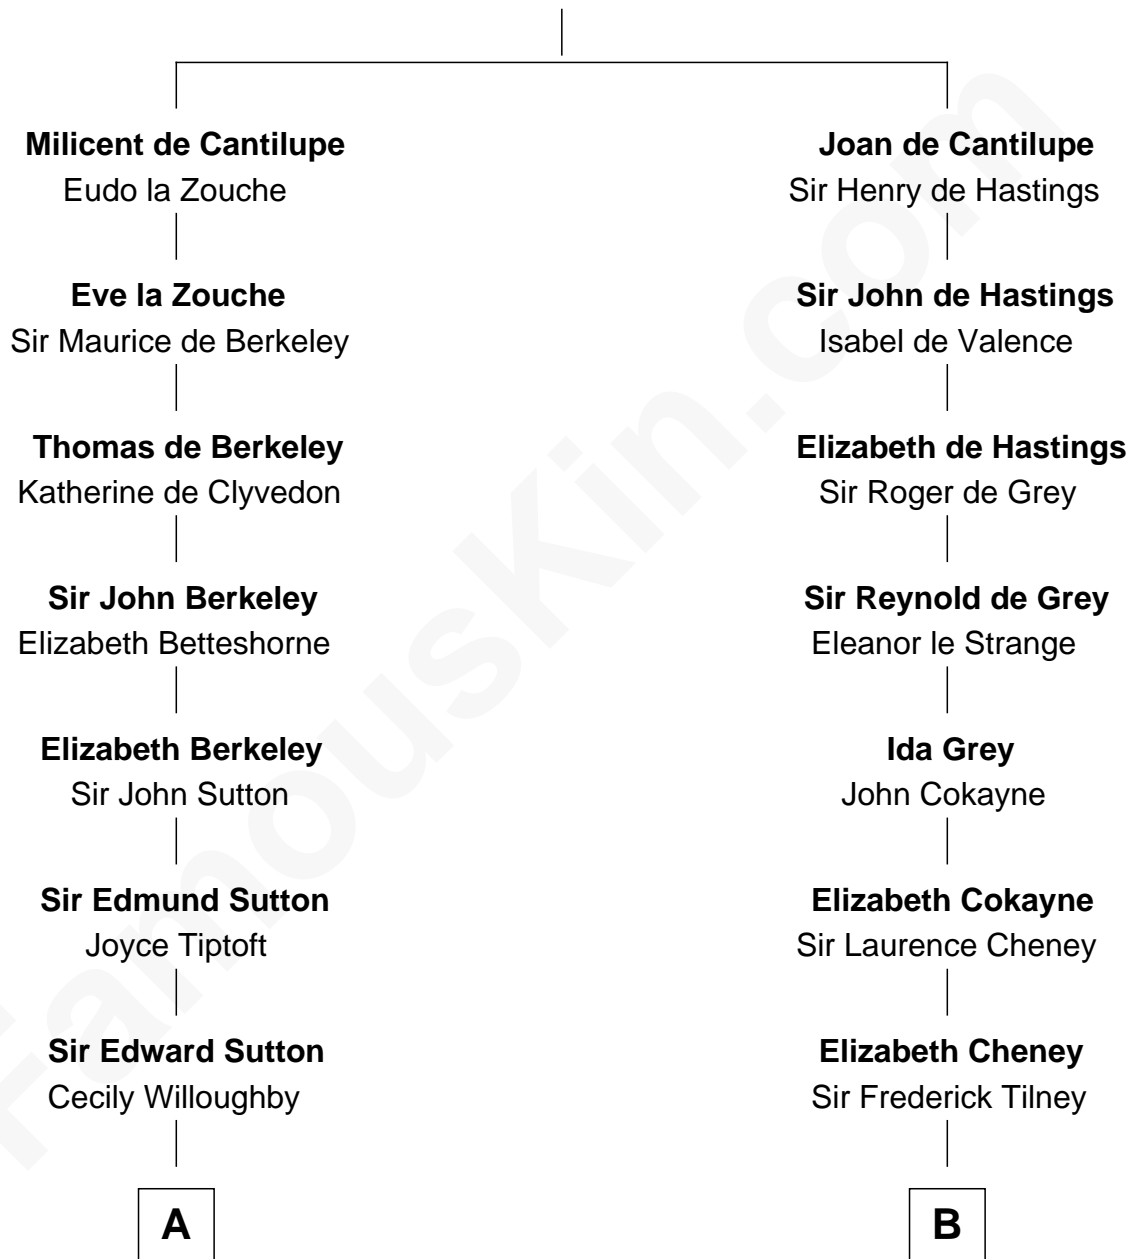 Milicent de Cantilupe
Eudo la Zouche
Eve la Zouche
Sir Maurice de Berkeley
Thomas de Berkeley
Katherine de Clyvedon
Sir John Berkeley
Elizabeth Betteshorne
Elizabeth Berkeley
Sir John Sutton
Sir Edmund Sutton
Joyce Tiptoft
Sir Edward Sutton
Cecily Willoughby
A
Joan de Cantilupe
Sir Henry de Hastings
Sir John de Hastings
Isabel de Valence
Elizabeth de Hastings
Sir Roger de Grey
Sir Reynold de Grey
Eleanor le Strange
Ida Grey
John Cokayne
Elizabeth Cokayne
Sir Laurence Cheney
Elizabeth Cheney
Sir Frederick Tilney
B
FamousKin.com